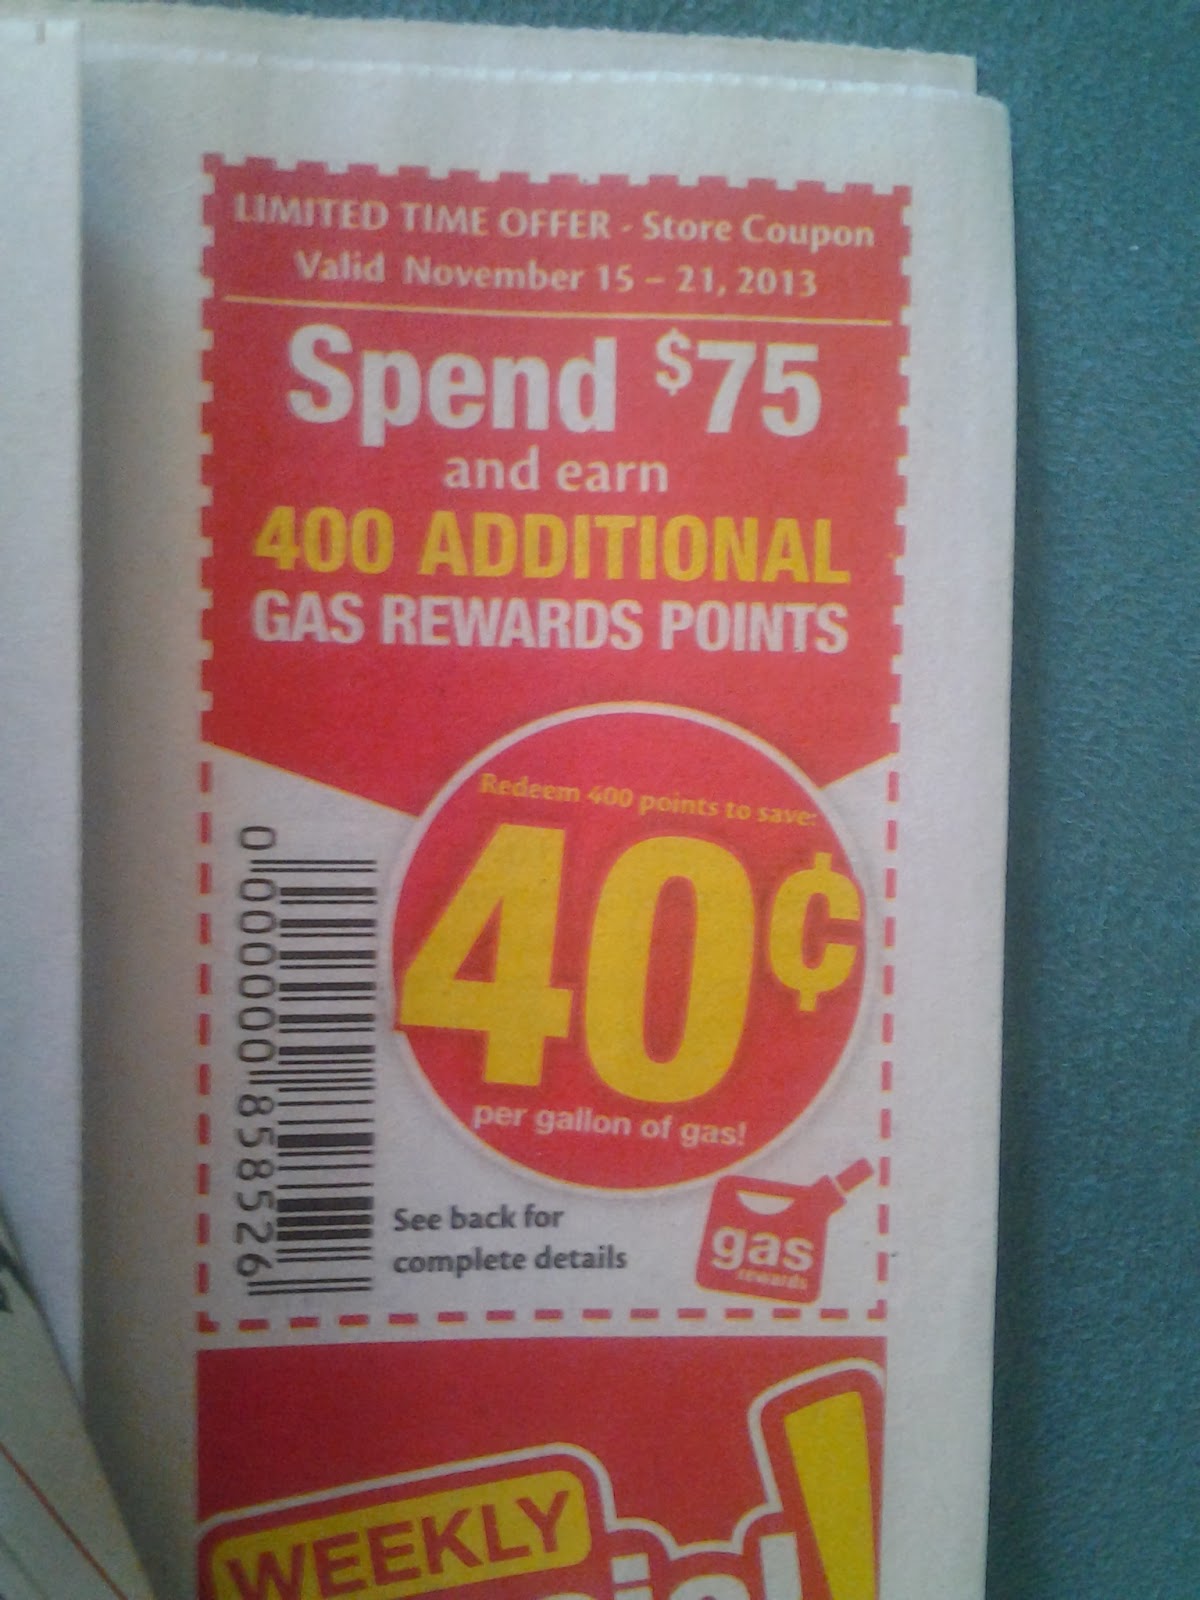 LIMITED TIME OFFER - Store Coupon
Valid November 15 – 21, 2013
Spend $75
and earn
400 ADDITIONAL
GAS REWARDS POINTS
Redeem 400 points to save:
40¢
per gallon of gas!
0 000000 858526
See back for
complete details
gas
rewards
WEEKLY